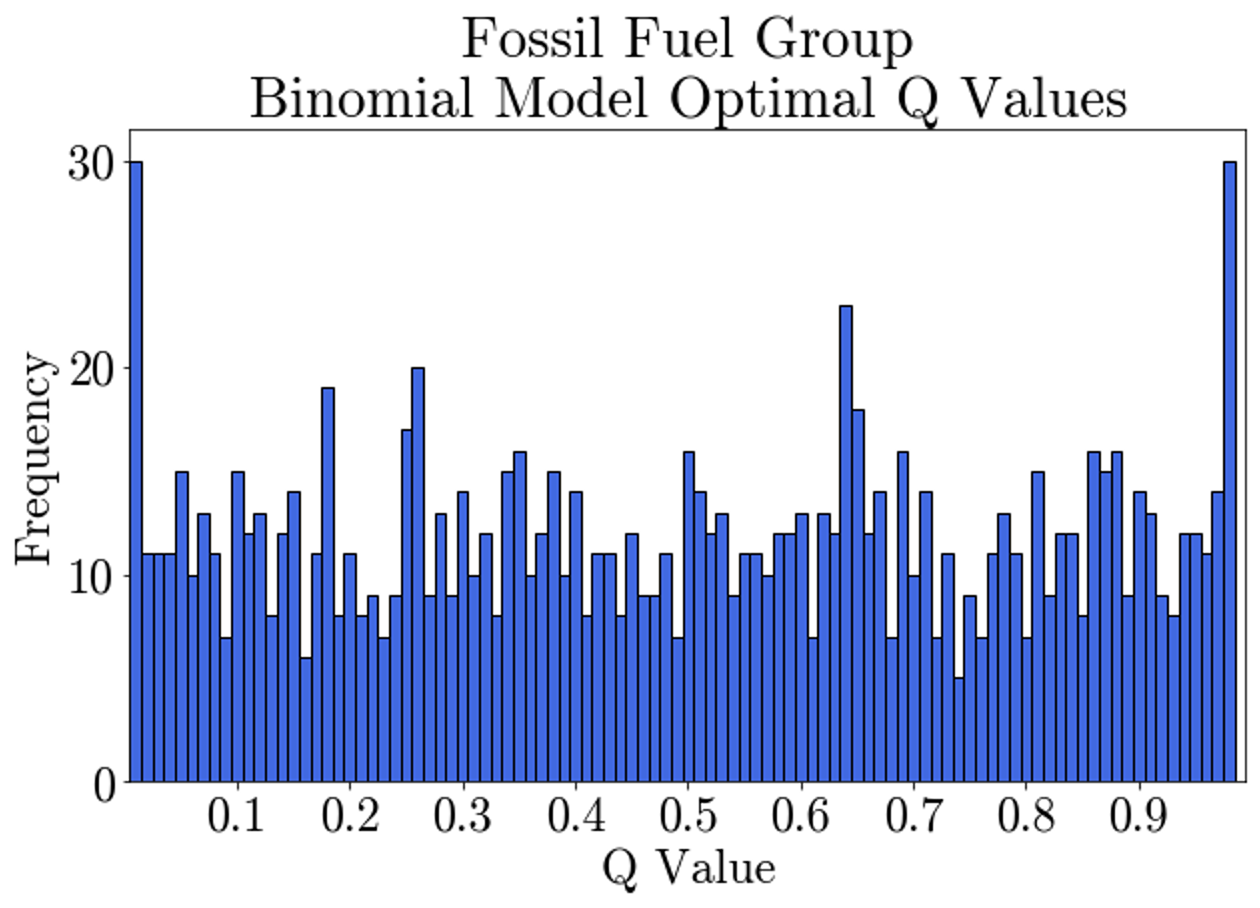 Fossil Fuel Group
Binomial Model Optimal Q Values
30
20
10
0
Frequency
0.1 0.2 0.3 0.4 0.5 0.6 0.7 0.8 0.9
Q Value